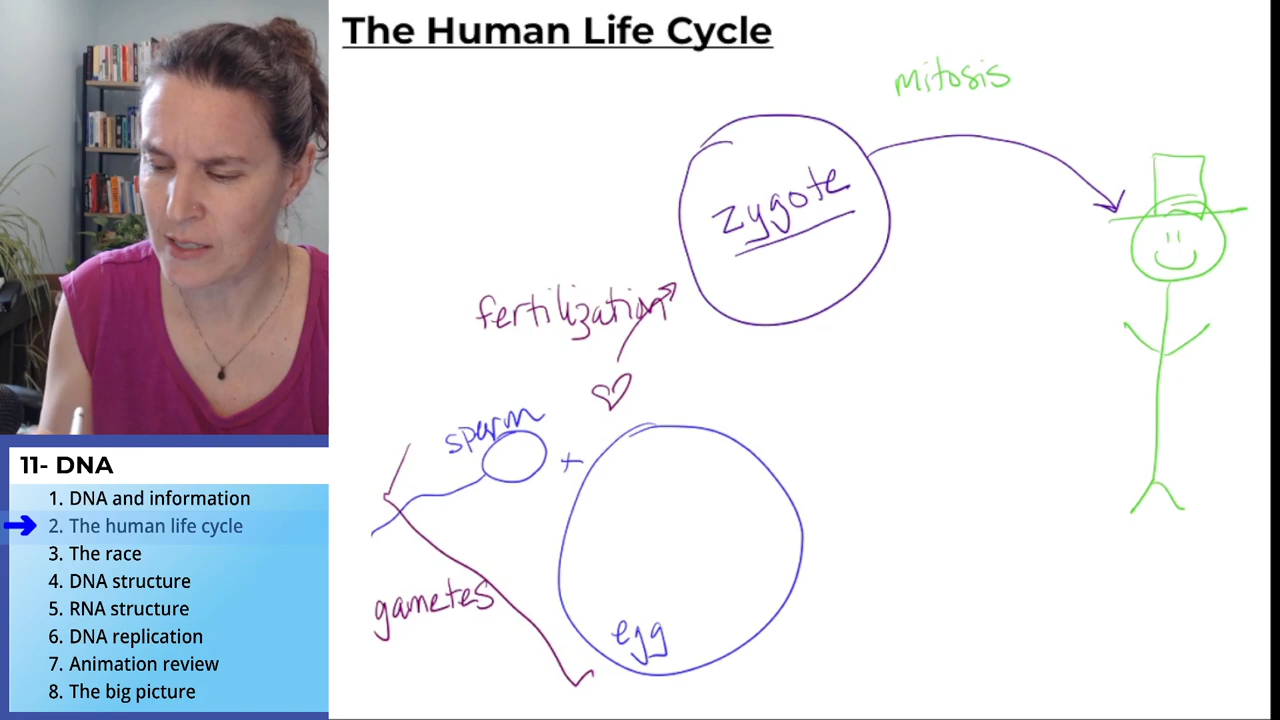 The Human Life Cycle
mitosis
zygote
fertilization
sperm
+
gametes
egg
11- DNA
1. DNA and information
2. The human life cycle
3. The race
4. DNA structure
5. RNA structure
6. DNA replication
7. Animation review
8. The big picture